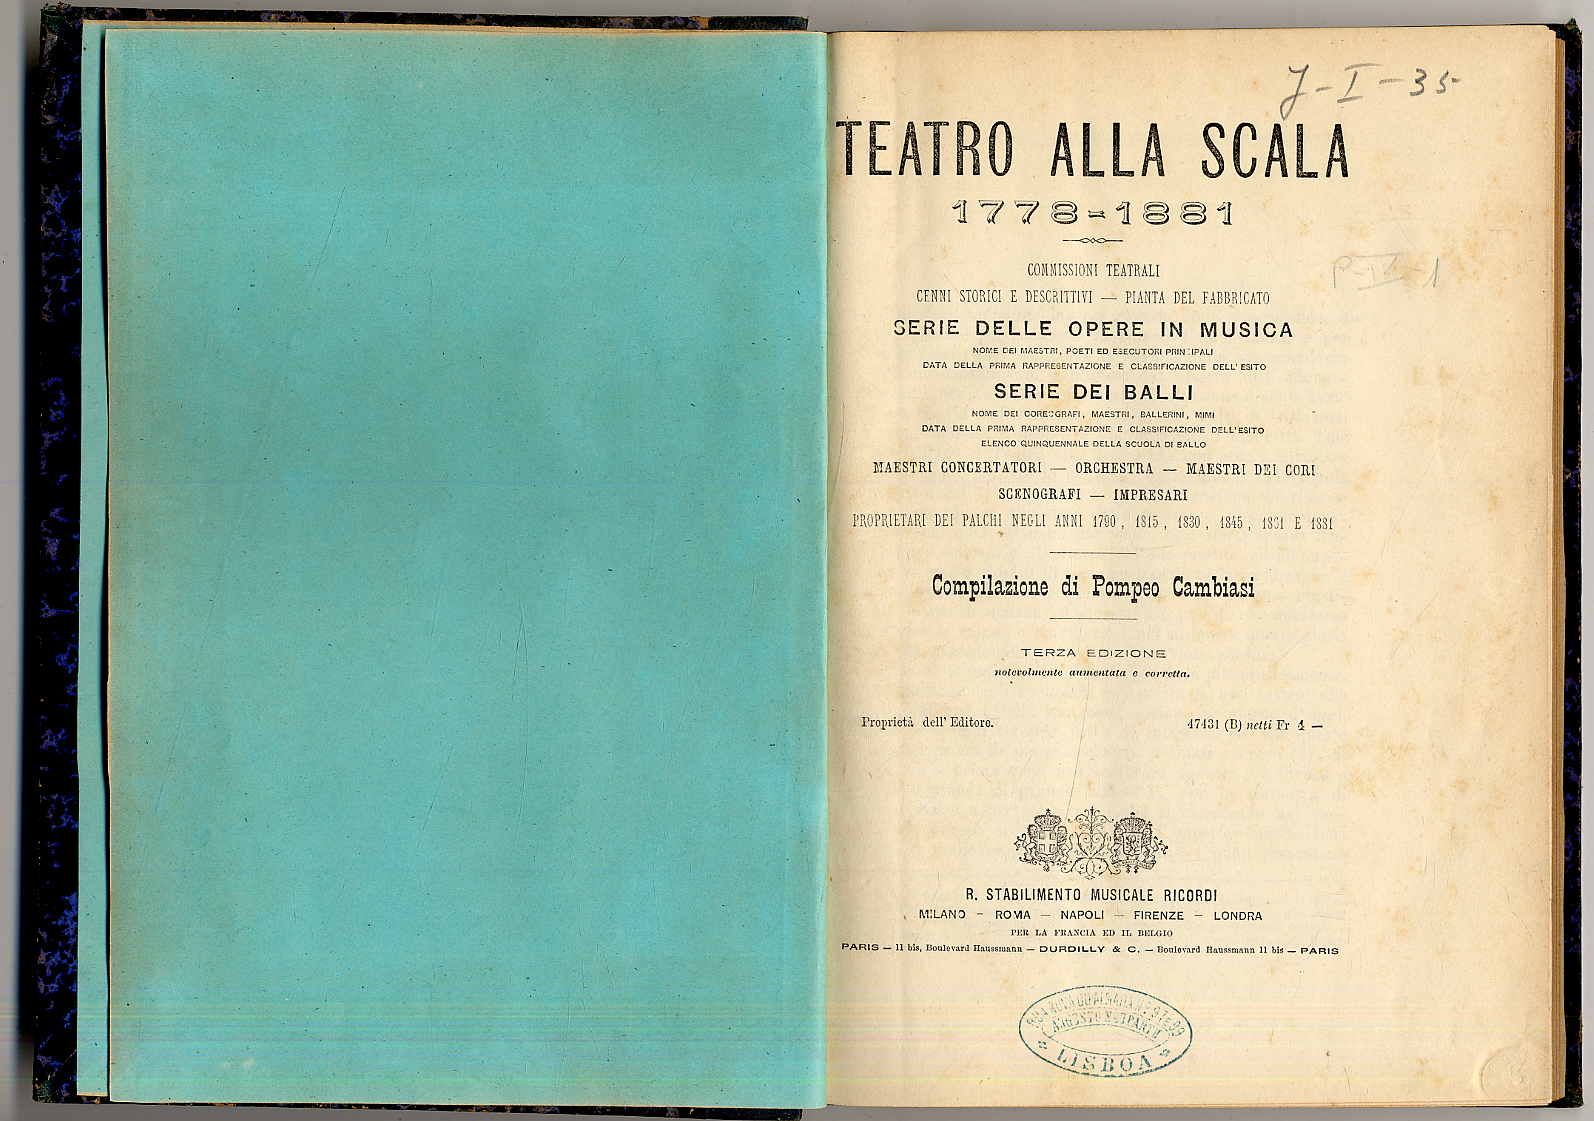 J-I-35
TEATRO ALLA SCALA
1778-1881
COMMISSIONI TEATRALI
CENNI STORICI E DESCRITTIVI — PIANTA DEL FABBRICATO
SERIE DELLE OPERE IN MUSICA
NOME DEI MAESTRI, POETI ED ESECUTORI PRINCIPALI
DATA DELLA PRIMA RAPPRESENTAZIONE E CLASSIFICAZIONE DELL' ESITO
SERIE DEI BALLI
NOME DEI COREOGRAFI, MAESTRI, BALLERINI, MIMI
DATA DELLA PRIMA RAPPRESENTAZIONE E CLASSIFICAZIONE DELL'ESITO
ELENCO QUINQUENNALE DELLA SCUOLA DI BALLO
MAESTRI CONCERTATORI — ORCHESTRA — MAESTRI DEI CORI
SCENOGRAFI — IMPRESARI
PROPRIETARI DEI PALCHI NEGLI ANNI 1790, 1815, 1830, 1845, 1861 E 1881
Compilazione di Pompeo Cambiasi
TERZA EDIZIONE
notevolmente aumentata e corretta.
Proprietà dell' Editore.
47431 (B) netti Fr 4 —
R. STABILIMENTO MUSICALE RICORDI
MILANO — ROMA — NAPOLI — FIRENZE — LONDRA
PER LA FRANCIA ED IL BELGIO
PARIS — 11 bis, Boulevard Haussmann — DURDILLY & C. — Boulevard Haussmann 11 bis — PARIS
LISBOA